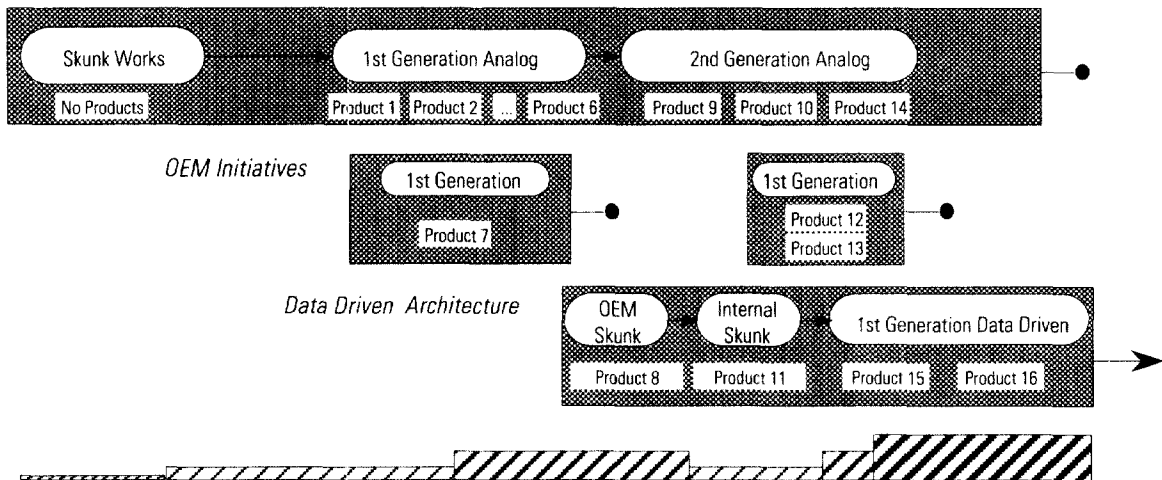 Skunk Works
1st Generation Analog
2nd Generation Analog
No Products
Product 1
Product 2
...
Product 6
Product 9
Product 10
Product 14
OEM Initiatives
1st Generation
Product 7
1st Generation
Product 12
Product 13
Data Driven Architecture
OEM
Skunk
Internal
Skunk
1st Generation Data Driven
Product 8
Product 11
Product 15
Product 16